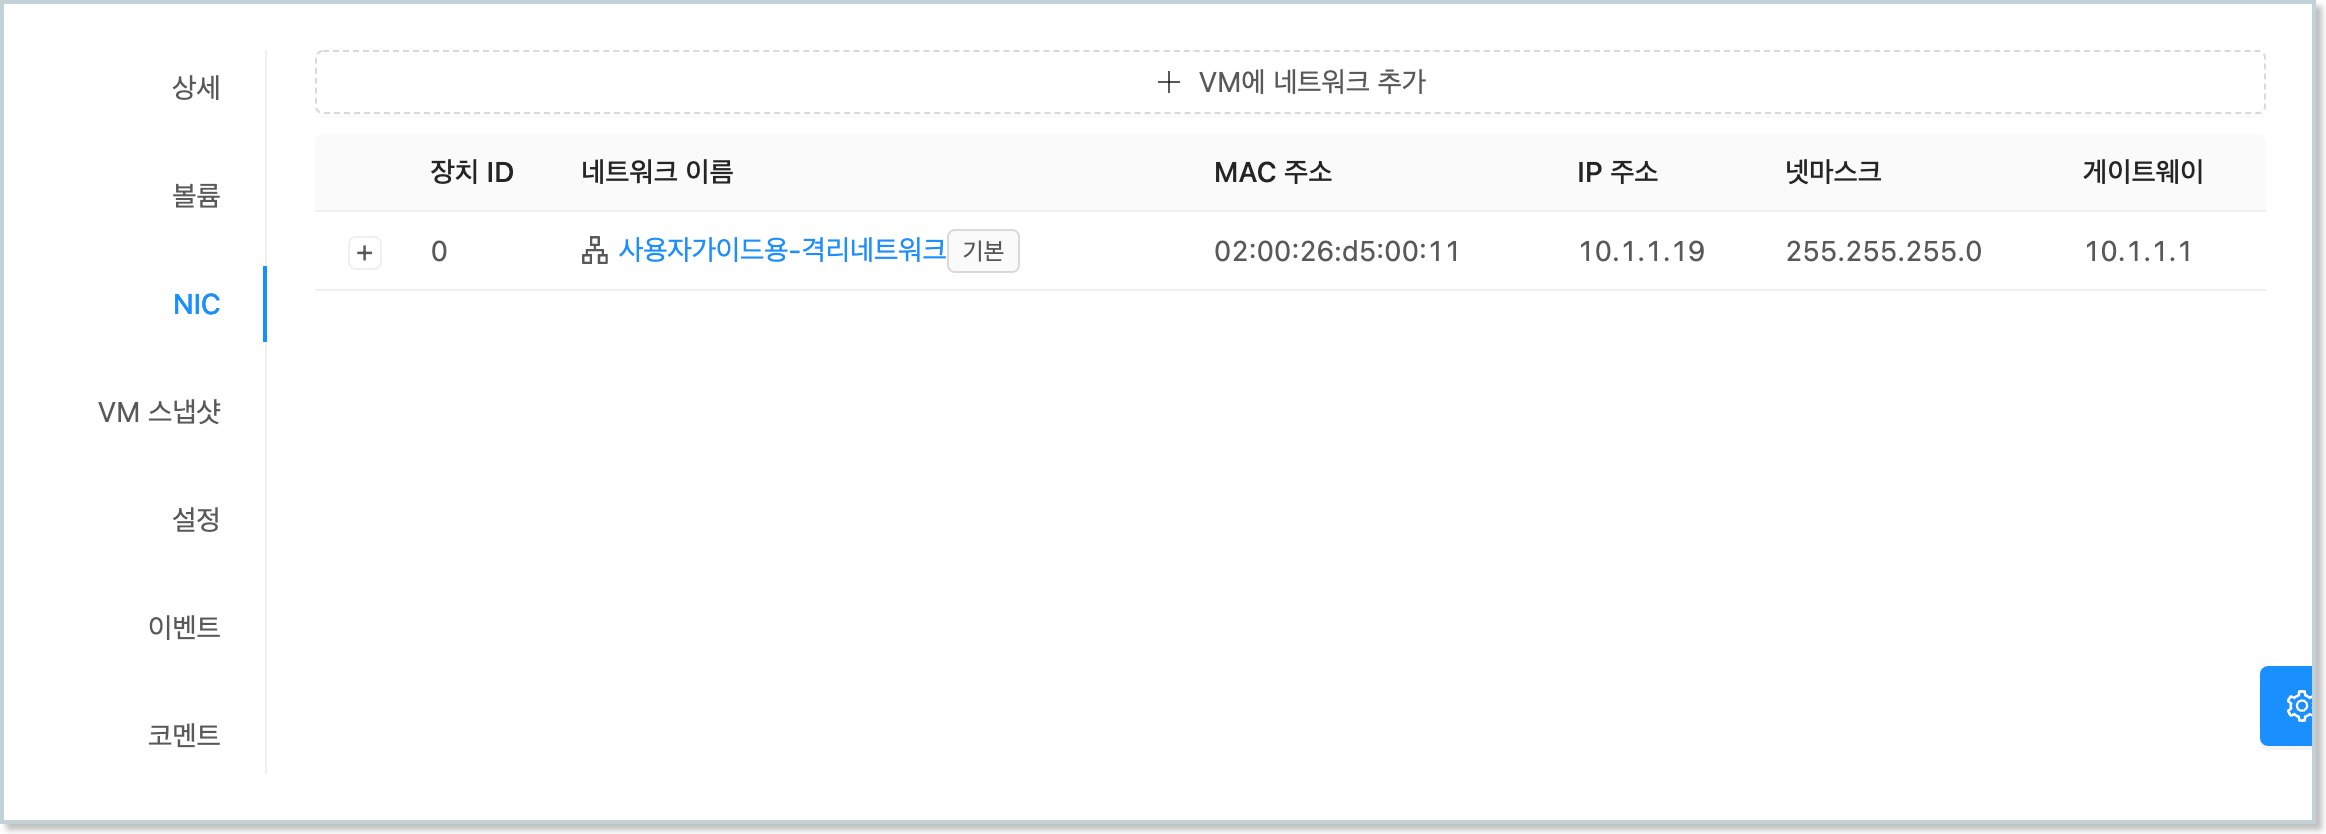 상세
볼륨
NIC
VM 스냅샷
설정
이벤트
코멘트
+ VM에 네트워크 추가
장치 ID 네트워크 이름 MAC 주소 IP 주소 넷마스크 게이트웨이
+ 0 사용자가이드용-격리네트워크 기본 02:00:26:d5:00:11 10.1.1.19 255.255.255.0 10.1.1.1